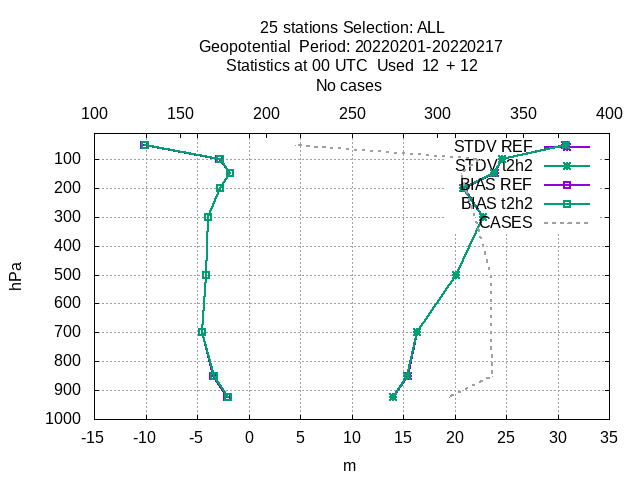 25 stations Selection: ALL
Geopotential  Period: 20220201-20220217
Statistics at 00 UTC  Used  12  + 12
No cases
100 150 200 250 300 350 400
STDV REF
STDV t2h2
BIAS REF
BIAS t2h2
CASES
100
200
300
400
500
600
700
800
900
1000
hPa
-15 -10 -5 0 5 10 15 20 25 30 35
m